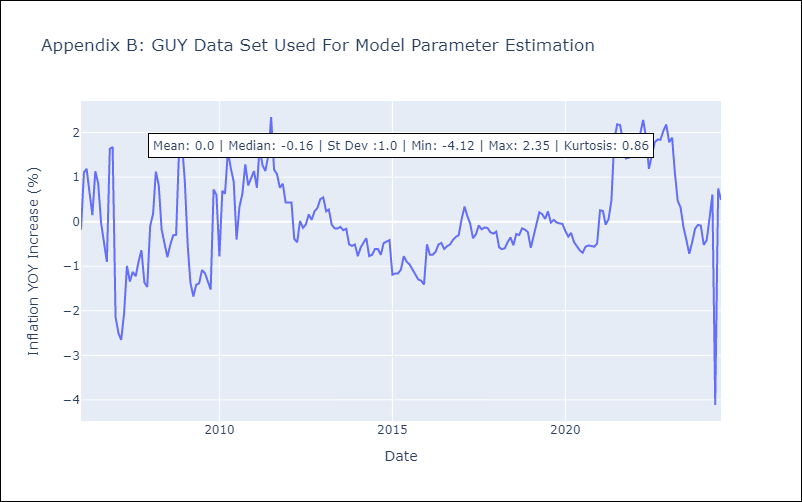 Appendix B: GUY Data Set Used For Model Parameter Estimation
Mean: 0.0 | Median: -0.16 | St Dev :1.0 | Min: -4.12 | Max: 2.35 | Kurtosis: 0.86
Inflation YOY Increase (%)
2
1
0
−1
−2
−3
−4
2010
2015
2020
Date